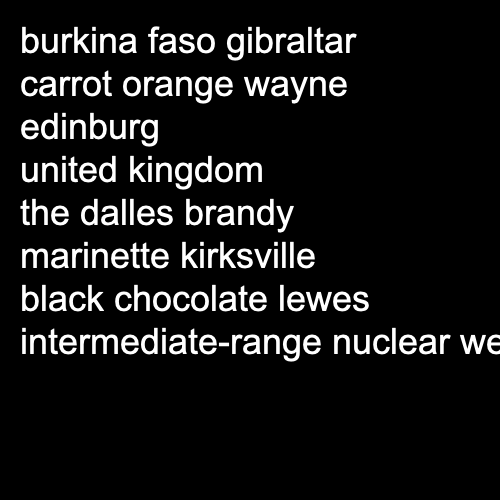 burkina faso gibraltar
carrot orange wayne
edinburg
united kingdom
the dalles brandy
marinette kirksville
black chocolate lewes
intermediate-range nuclear